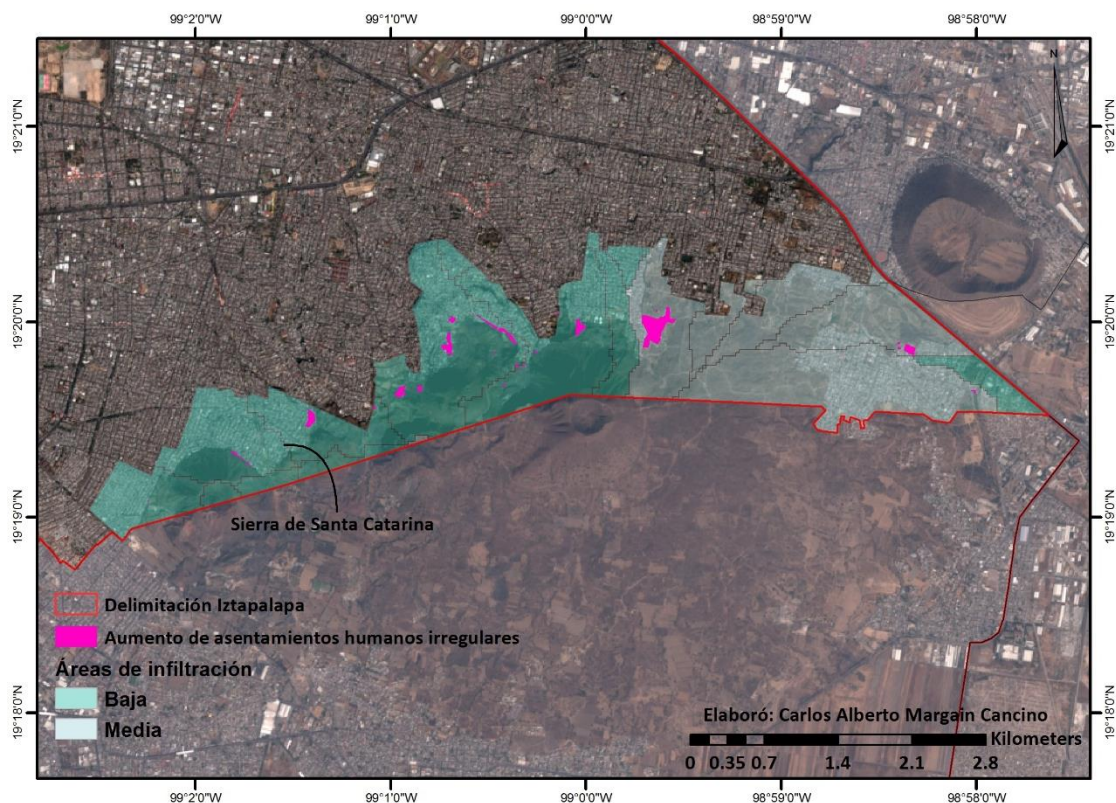 99°2'0"W 99°1'0"W 99°0'0"W 98°59'0"W 98°58'0"W
N
19°21'0"N 19°21'0"N
19°20'0"N 19°20'0"N
19°19'0"N 19°19'0"N
Sierra de Santa Catarina
Delimitación Iztapalapa
Aumento de asentamientos humanos irregulares
Áreas de infiltración
Baja
Media
19°18'0"N 19°18'0"N
Elaboró: Carlos Alberto Margain Cancino
Kilometers
0 0.35 0.7 1.4 2.1 2.8
99°2'0"W 99°1'0"W 99°0'0"W 98°59'0"W 98°58'0"W